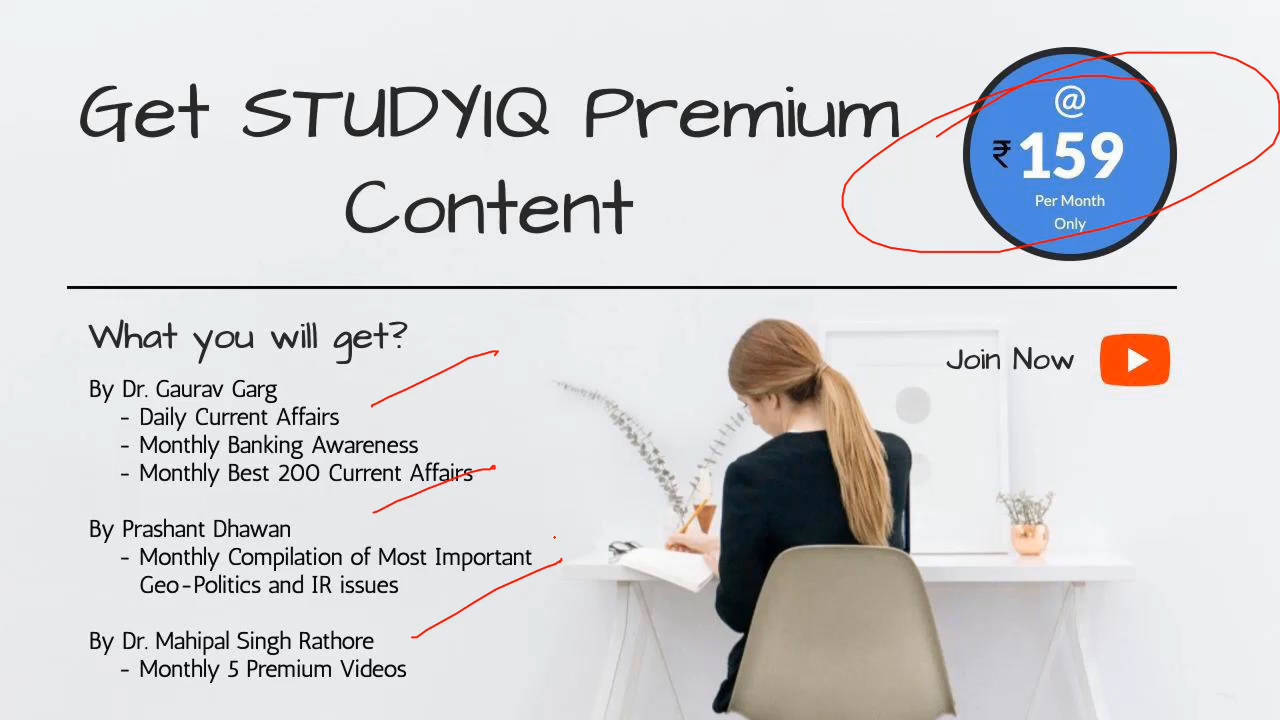 Get STUDYIQ Premium
Content
@
₹159
Per Month
Only
What you will get?
Join Now
By Dr. Gaurav Garg
- Daily Current Affairs
- Monthly Banking Awareness
- Monthly Best 200 Current Affairs
By Prashant Dhawan
- Monthly Compilation of Most Important
Geo-Politics and IR issues
By Dr. Mahipal Singh Rathore
- Monthly 5 Premium Videos